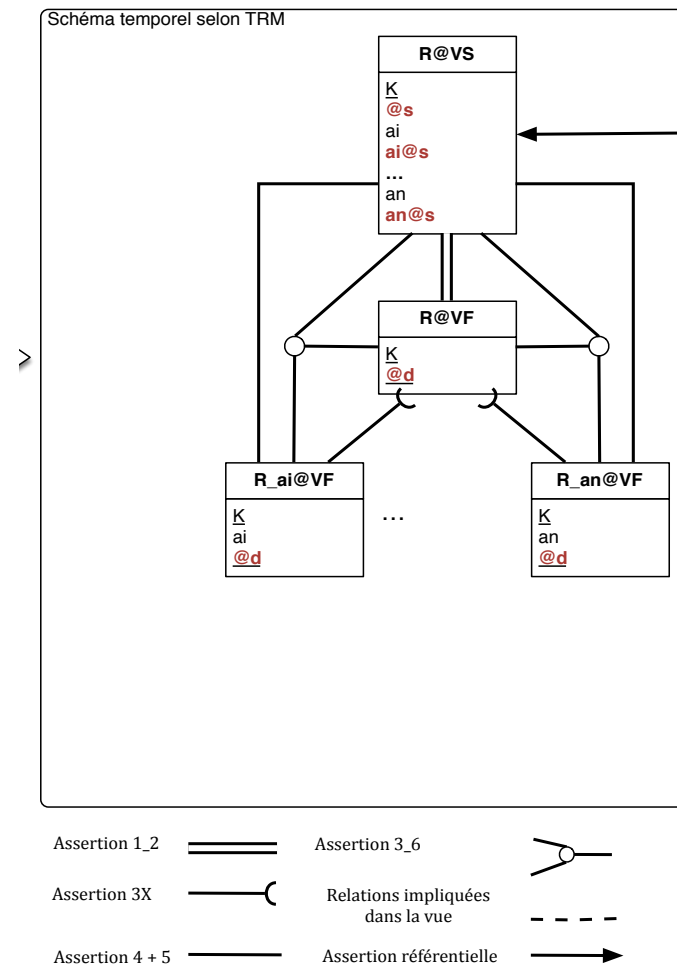 Schéma temporel selon TRM
R@VS
K
@s
ai
ai@s
...
an
an@s
R@VF
K
@d
R_ai@VF
K
ai
@d
...
R_an@VF
K
an
@d
Assertion 1_2
Assertion 3_6
Assertion 3X
Relations impliquées
dans la vue
Assertion 4 + 5
Assertion référentielle